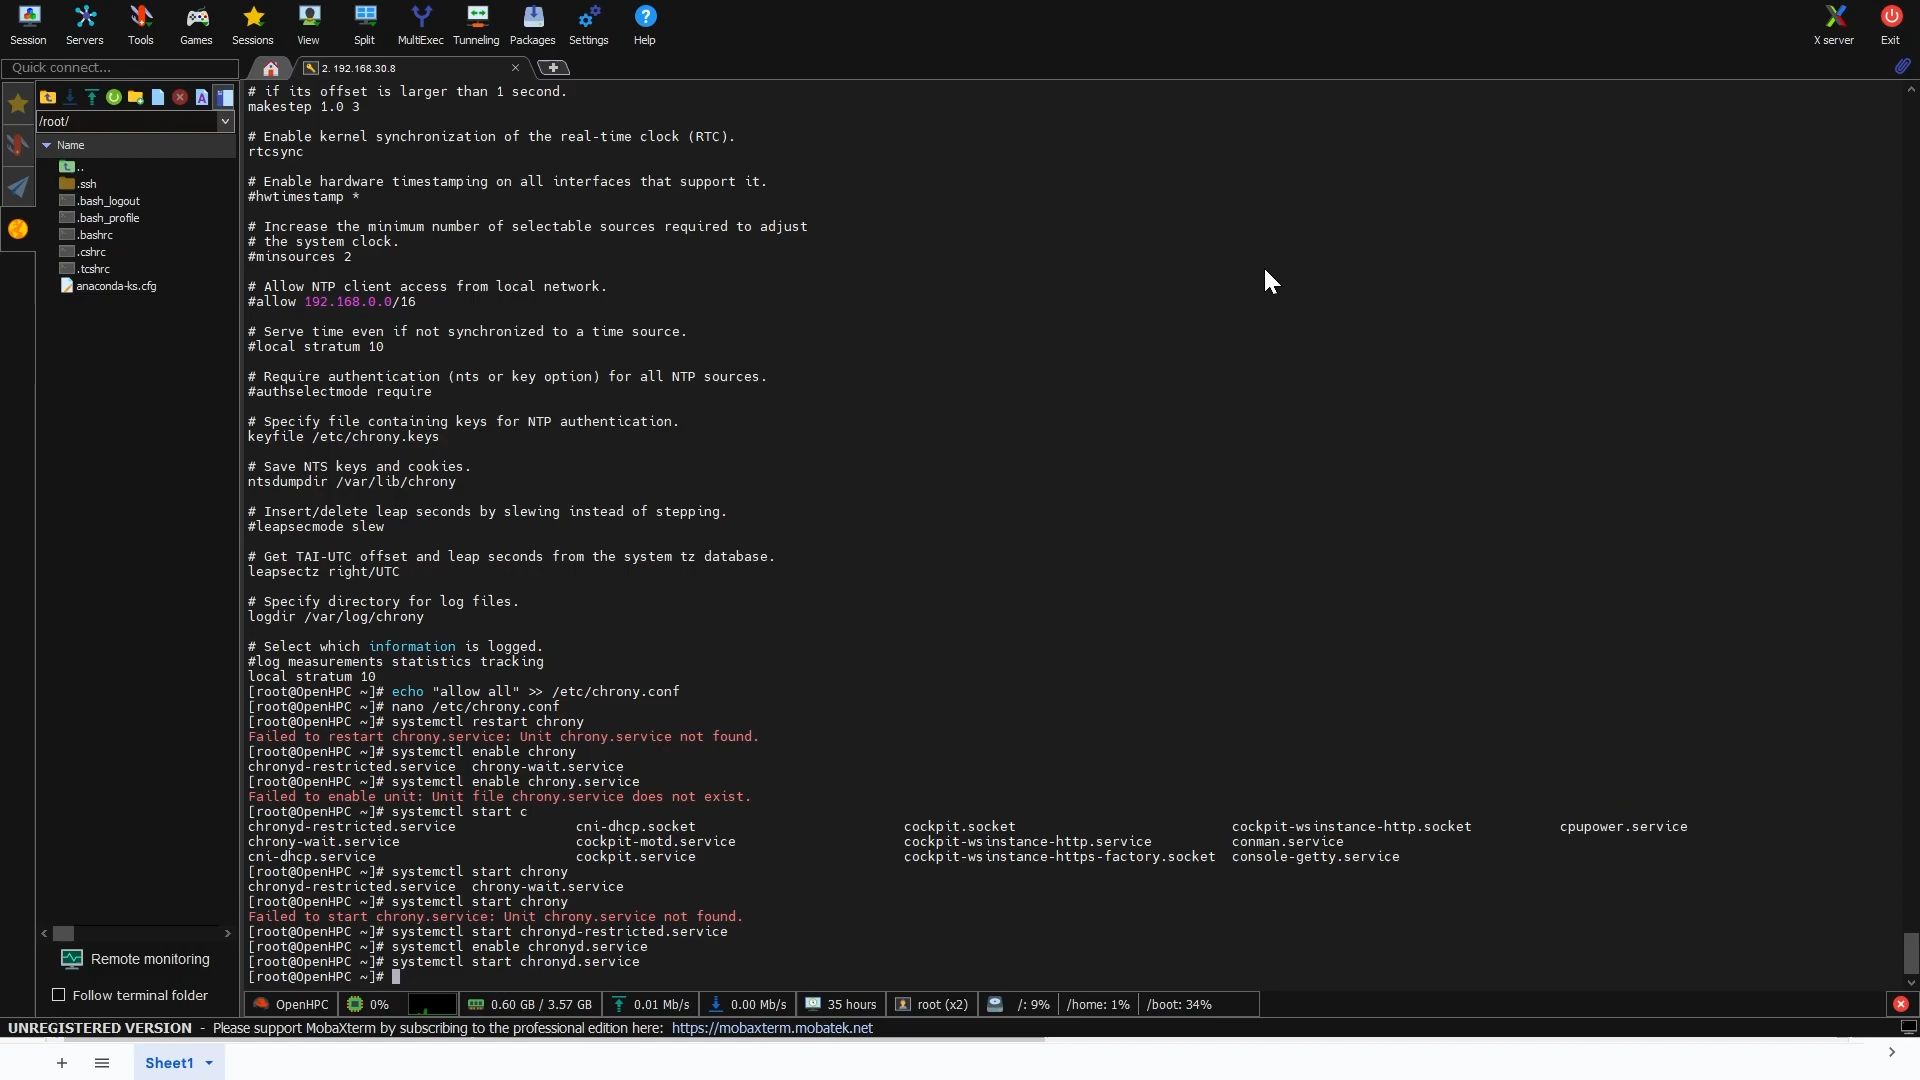 Session
Servers
Tools
Games
Sessions
View
Split
MultiExec
Tunneling
Packages
Settings
Help
X server
Exit
Quick connect...
2. 192.168.30.8
/root/
Name
..
.ssh
.bash_logout
.bash_profile
.bashrc
.cshrc
.tcshrc
anaconda-ks.cfg
Remote monitoring
Follow terminal folder
# if its offset is larger than 1 second.
makestep 1.0 3
# Enable kernel synchronization of the real-time clock (RTC).
rtcsync
# Enable hardware timestamping on all interfaces that support it.
#hwtimestamp *
# Increase the minimum number of selectable sources required to adjust
# the system clock.
#minsources 2
# Allow NTP client access from local network.
#allow 192.168.0.0/16
# Serve time even if not synchronized to a time source.
#local stratum 10
# Require authentication (nts or key option) for all NTP sources.
#authselectmode require
# Specify file containing keys for NTP authentication.
keyfile /etc/chrony.keys
# Save NTS keys and cookies.
ntsdumpdir /var/lib/chrony
# Insert/delete leap seconds by slewing instead of stepping.
#leapsecmode slew
# Get TAI-UTC offset and leap seconds from the system tz database.
leapsectz right/UTC
# Specify directory for log files.
logdir /var/log/chrony
# Select which information is logged.
#log measurements statistics tracking
local stratum 10
[root@OpenHPC ~]# echo "allow all" >> /etc/chrony.conf
[root@OpenHPC ~]# nano /etc/chrony.conf
[root@OpenHPC ~]# systemctl restart chrony
Failed to restart chrony.service: Unit chrony.service not found.
[root@OpenHPC ~]# systemctl enable chrony
chronyd-restricted.service  chrony-wait.service
[root@OpenHPC ~]# systemctl enable chrony.service
Failed to enable unit: Unit file chrony.service does not exist.
[root@OpenHPC ~]# systemctl start c
chronyd-restricted.service  cni-dhcp.socket  cockpit.socket  cockpit-wsinstance-http.socket  cpupower.service
chrony-wait.service  cockpit-motd.service  cockpit-wsinstance-http.service  conman.service
cni-dhcp.service  cockpit.service  cockpit-wsinstance-https-factory.socket  console-getty.service
[root@OpenHPC ~]# systemctl start chrony
chronyd-restricted.service  chrony-wait.service
[root@OpenHPC ~]# systemctl start chrony
Failed to start chrony.service: Unit chrony.service not found.
[root@OpenHPC ~]# systemctl start chronyd-restricted.service
[root@OpenHPC ~]# systemctl enable chronyd.service
[root@OpenHPC ~]# systemctl start chronyd.service
[root@OpenHPC ~]#
OpenHPC  0%  0.60 GB / 3.57 GB  0.01 Mb/s  0.00 Mb/s  35 hours  root (x2)  /: 9%  /home: 1%  /boot: 34%
UNREGISTERED VERSION - Please support MobaXterm by subscribing to the professional edition here: https://mobaxterm.mobatek.net
Sheet1